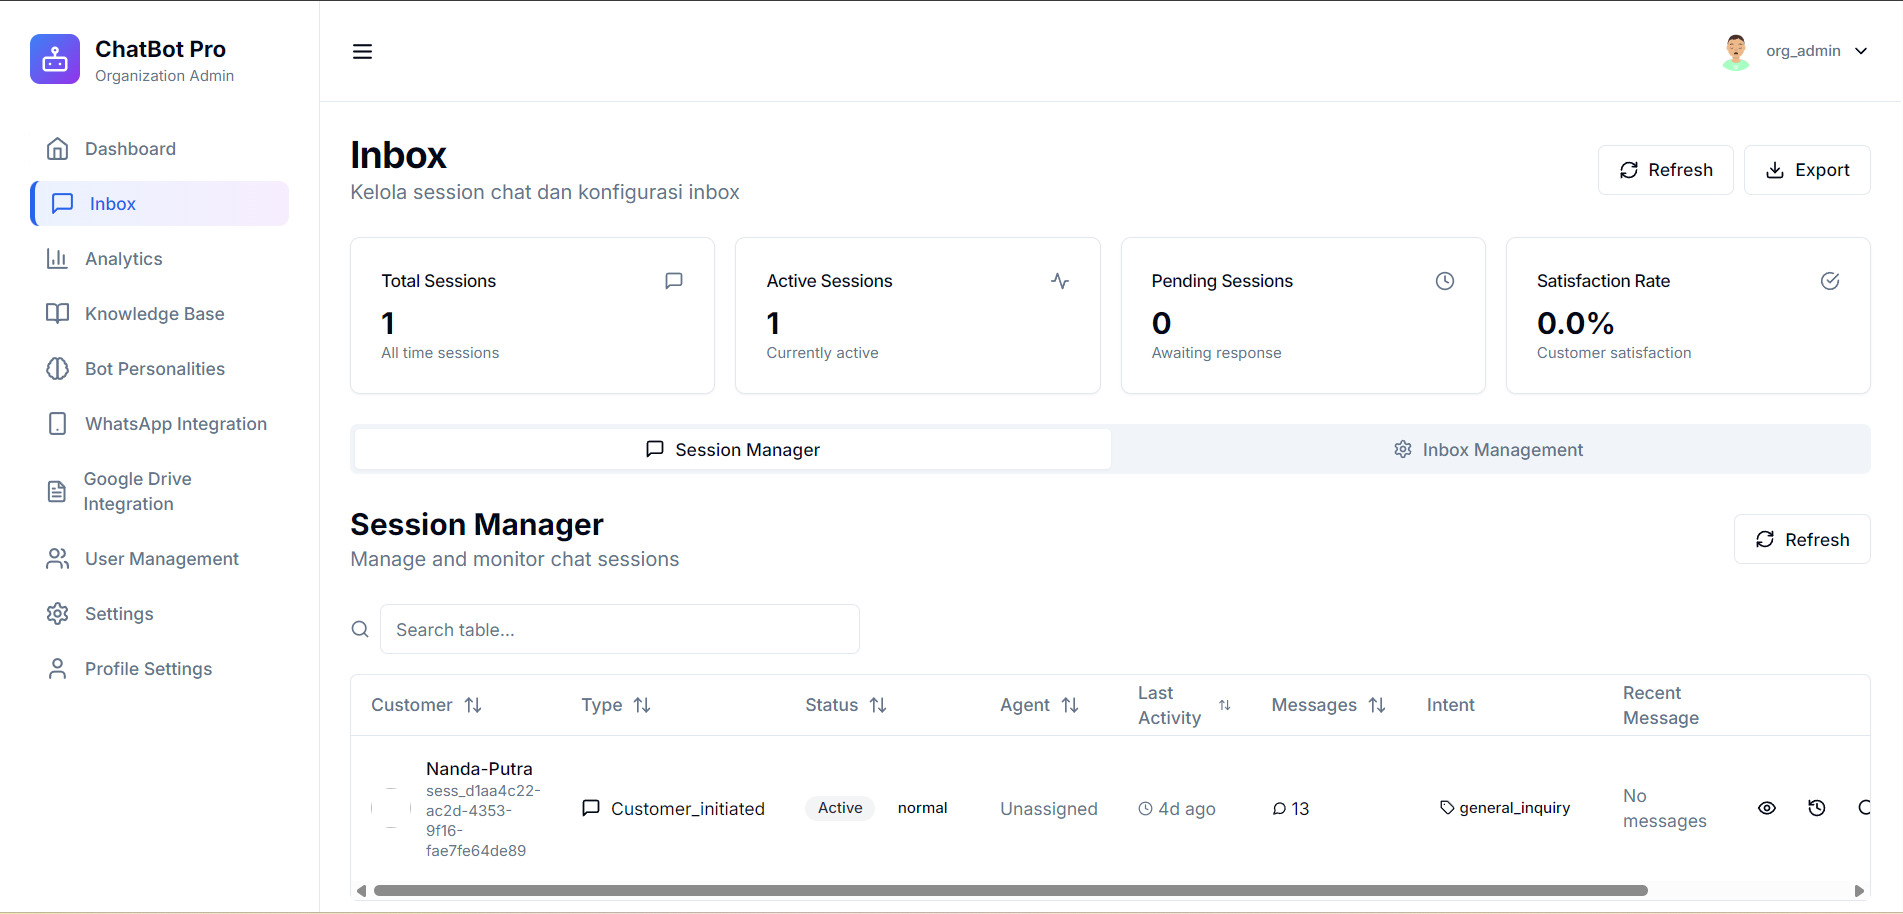 ChatBot Pro
Organization Admin
Dashboard
Inbox
Analytics
Knowledge Base
Bot Personalities
WhatsApp Integration
Google Drive
Integration
User Management
Settings
Profile Settings
org_admin
Inbox
Kelola session chat dan konfigurasi inbox
Refresh
Export
Total Sessions
1
All time sessions
Active Sessions
1
Currently active
Pending Sessions
0
Awaiting response
Satisfaction Rate
0.0%
Customer satisfaction
Session Manager
Inbox Management
Session Manager
Manage and monitor chat sessions
Refresh
Search table...
Customer
Type
Status
Agent
Last
Activity
Messages
Intent
Recent
Message
Nanda-Putra
sess_d1aa4c22-
ac2d-4353-
9f16-
fae7fe64de89
Customer_initiated
Active
normal
Unassigned
4d ago
13
general_inquiry
No
messages